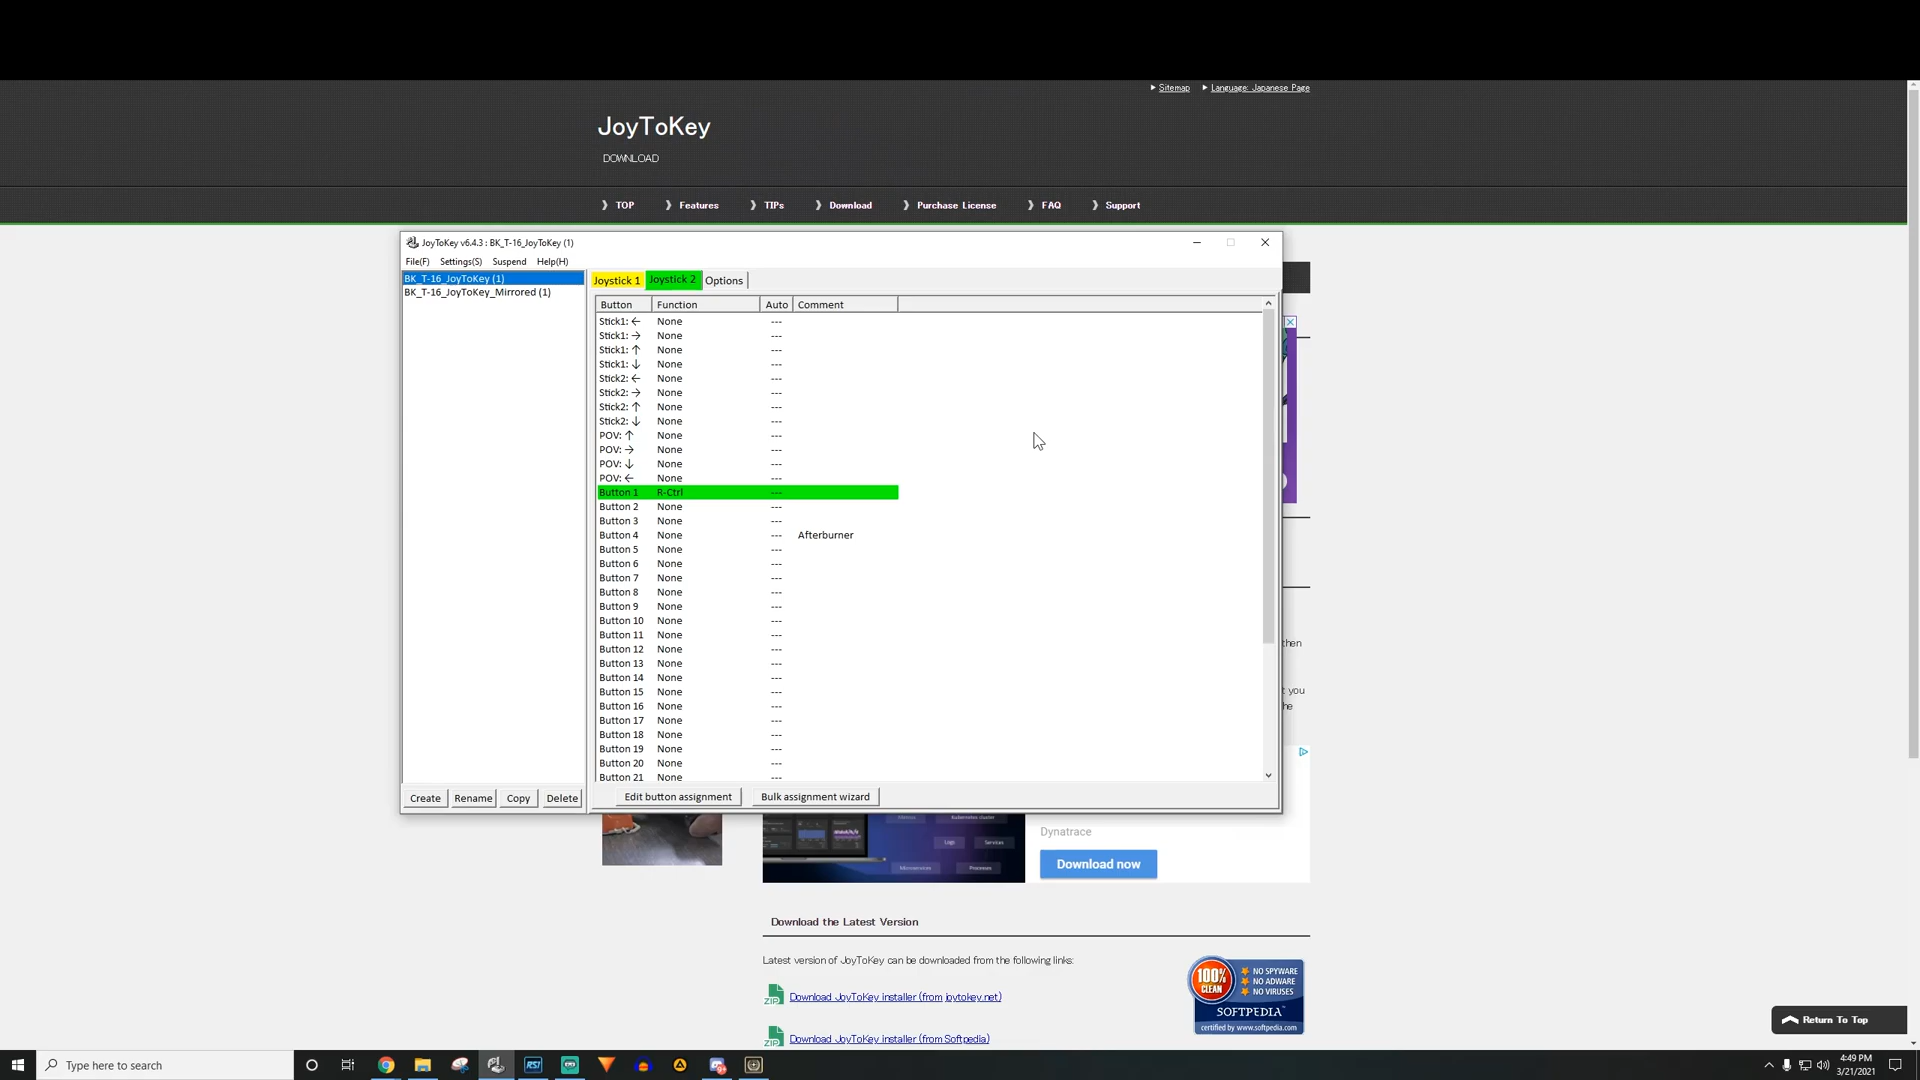 Sitemap Language: Japanese Page
JoyToKey
DOWNLOAD
TOP Features TIPs Download Purchase License FAQ Support
JoyToKey v6.4.3 : BK_T-16_JoyToKey (1)
File(F) Settings(S) Suspend Help(H)
BK_T-16_JoyToKey (1)
BK_T-16_JoyToKey_Mirrored (1)
Joystick 1 Joystick 2 Options
Button Function Auto Comment
Stick1: ← None ---
Stick1: → None ---
Stick1: ↑ None ---
Stick1: ↓ None ---
Stick2: ← None ---
Stick2: → None ---
Stick2: ↑ None ---
Stick2: ↓ None ---
POV: ↑ None ---
POV: → None ---
POV: ↓ None ---
POV: ← None ---
Button 1 R-Ctrl ---
Button 2 None ---
Button 3 None ---
Button 4 None --- Afterburner
Button 5 None ---
Button 6 None ---
Button 7 None ---
Button 8 None ---
Button 9 None ---
Button 10 None ---
Button 11 None ---
Button 12 None ---
Button 13 None ---
Button 14 None ---
Button 15 None ---
Button 16 None ---
Button 17 None ---
Button 18 None ---
Button 19 None ---
Button 20 None ---
Button 21 None ---
then
t you
he
Create Rename Copy Delete
Edit button assignment Bulk assignment wizard
Logs Services
Microservices Processes
Dynatrace
Download now
Download the Latest Version
Latest version of JoyToKey can be downloaded from the following links:
ZIP Download JoyToKey installer (from joytokey.net)
ZIP Download JoyToKey installer (from Softpedia)
100% CLEAN
NO SPYWARE
NO ADWARE
NO VIRUSES
SOFTPEDIA
certified by www.softpedia.com
Return To Top
Type here to search
RSI
4:49 PM
3/21/2021